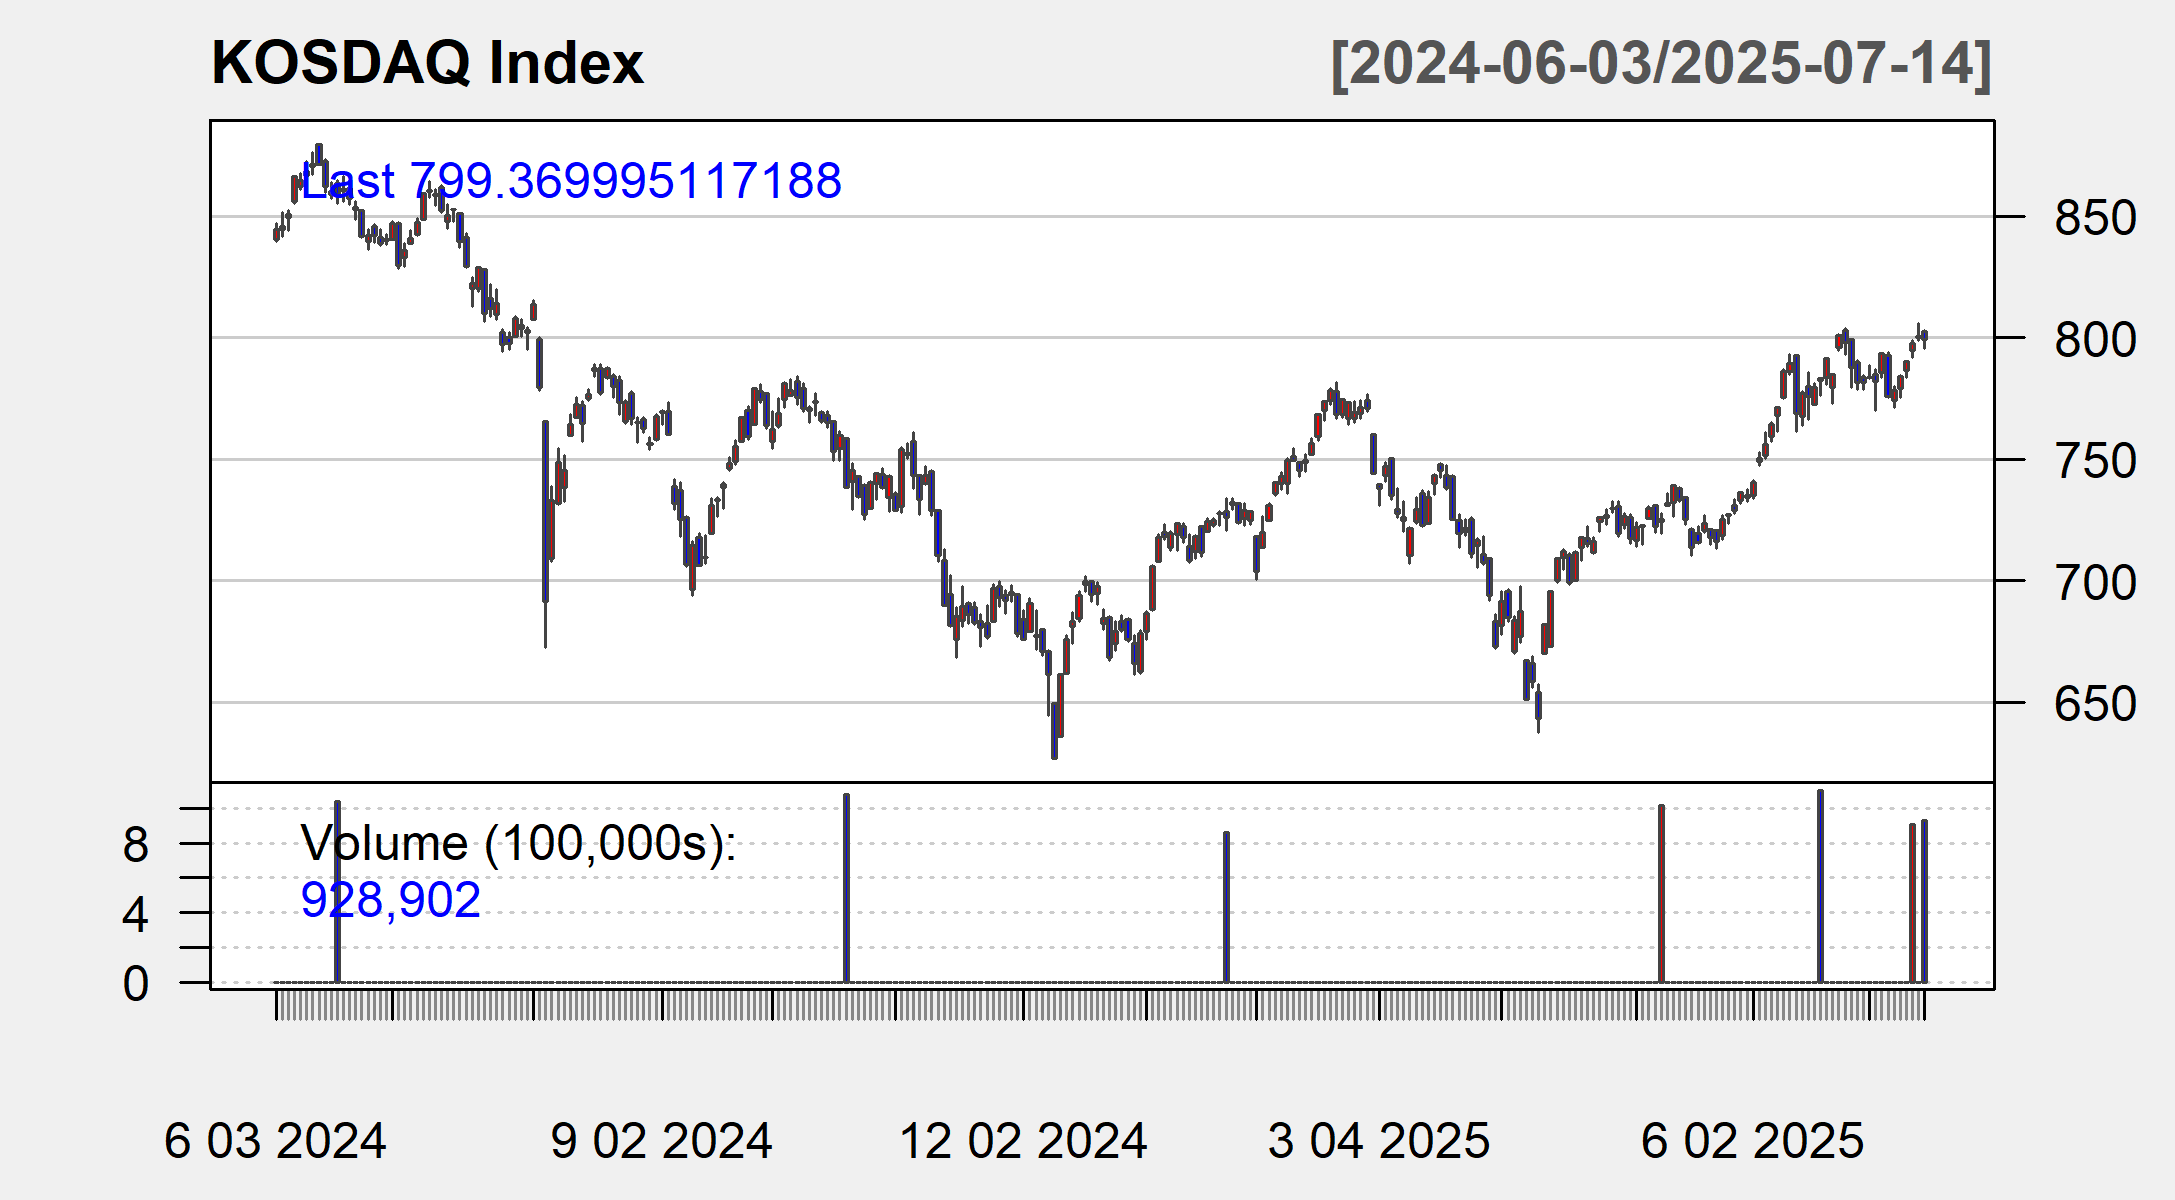 KOSDAQ Index
[2024-06-03/2025-07-14]
Last 799.369995117188
850
800
750
700
650
Volume (100,000s):
928,902
8
4
0
6 03 2024
9 02 2024
12 02 2024
3 04 2025
6 02 2025